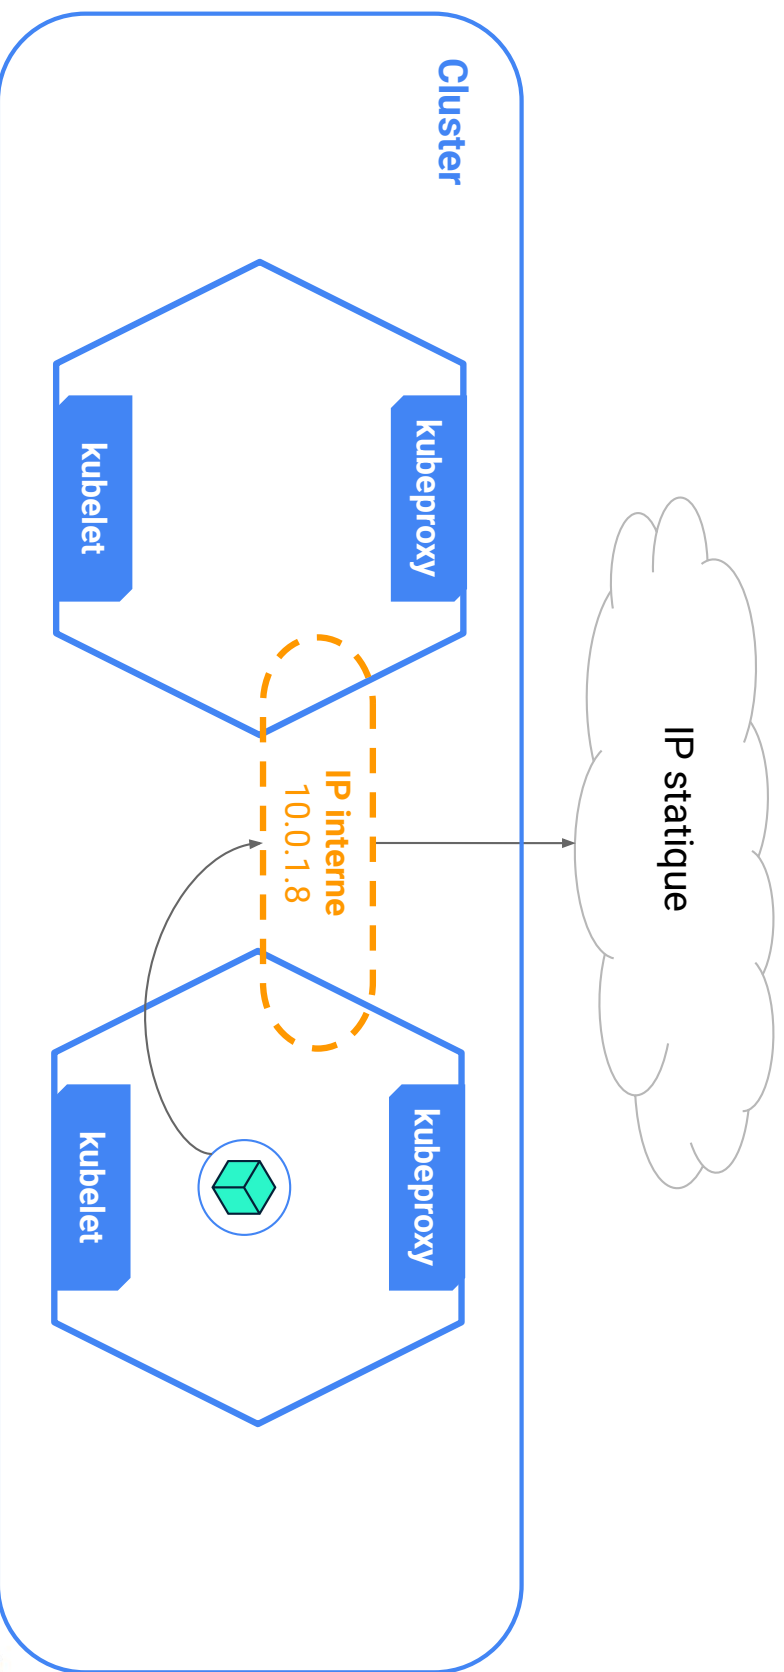 IP statique
Cluster
kubeproxy
kubeproxy
IP interne
10.0.1.8
kubelet
kubelet